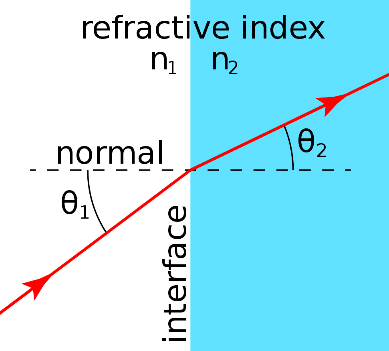 refractive index
n₁ n₂
normal
θ₁
θ₂
interface